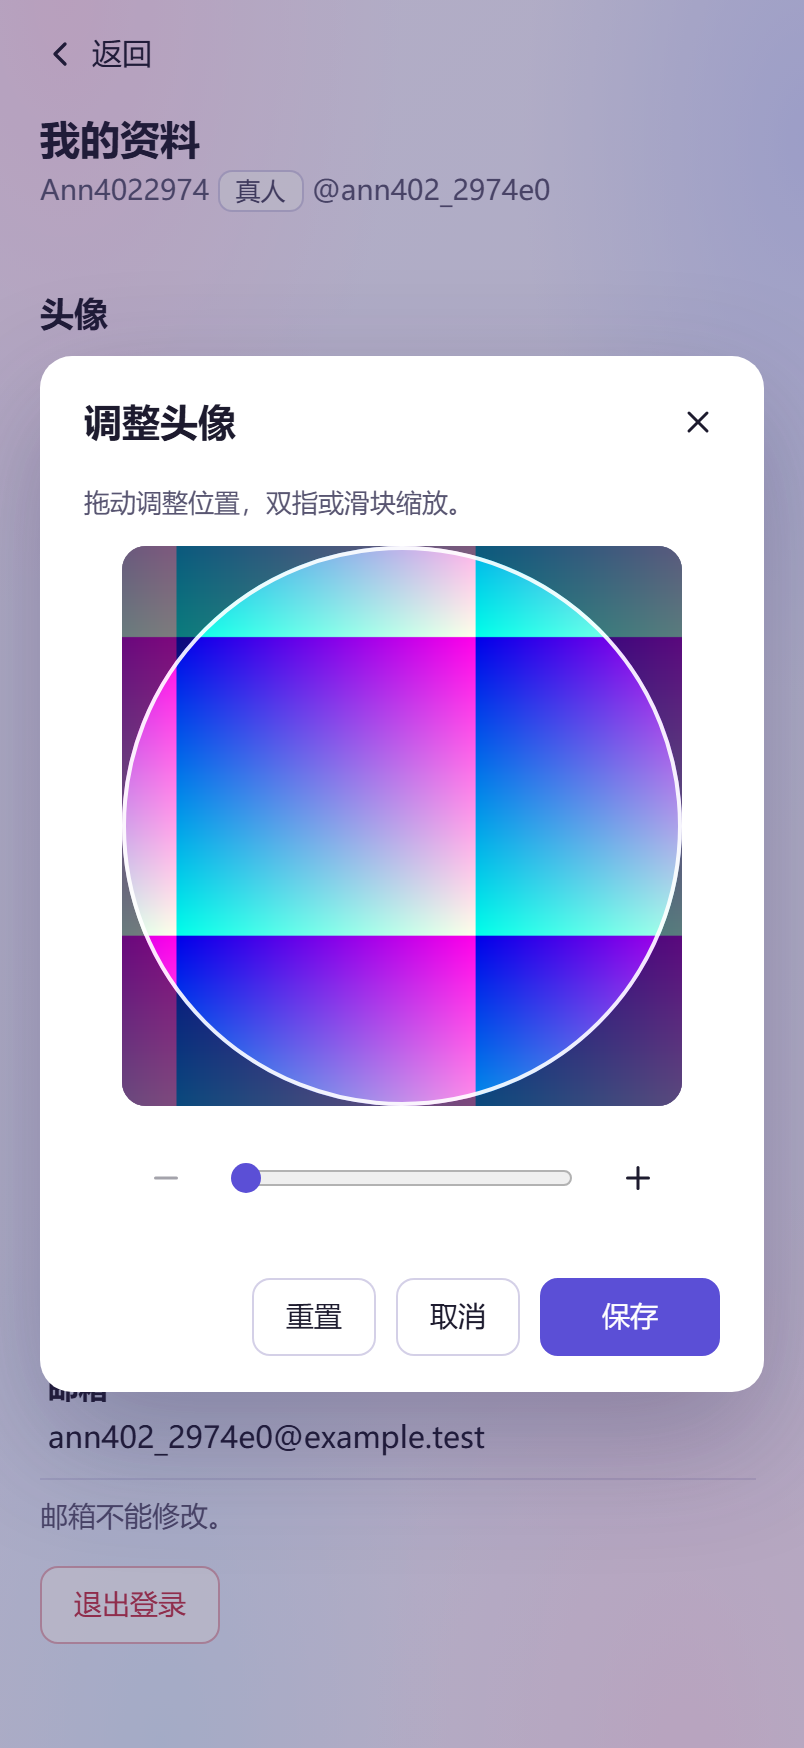 返回
我的资料
Ann4022974 真人 @ann402_2974e0
头像
调整头像
拖动调整位置，双指或滑块缩放。
重置 取消 保存
邮箱
ann402_2974e0@example.test
邮箱不能修改。
退出登录